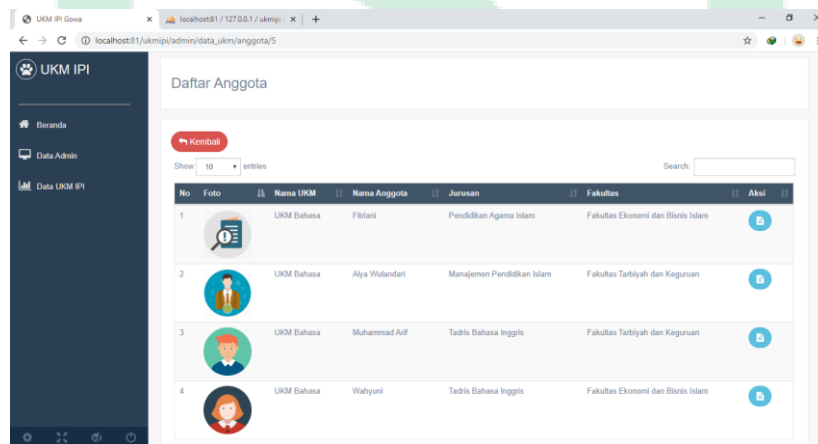 UKM IPI Gowa
localhost:81 / 127.0.0.1 / ukmipi
localhost:81/ukmipi/admin/data_ukm/anggota/5
UKM IPI
Beranda
Data Admin
Data UKM IPI
Daftar Anggota
Kembali
Show 10 entries Search:
No Foto Nama UKM Nama Anggota Jurusan Fakultas Aksi
1 UKM Bahasa Fitriani Pendidikan Agama Islam Fakultas Ekonomi dan Bisnis Islam
2 UKM Bahasa Alya Wulandari Manajemen Pendidikan Islam Fakultas Tarbiyah dan Keguruan
3 UKM Bahasa Muhammad Arif Tadris Bahasa Inggris Fakultas Tarbiyah dan Keguruan
4 UKM Bahasa Wahyuni Tadris Bahasa Inggris Fakultas Ekonomi dan Bisnis Islam